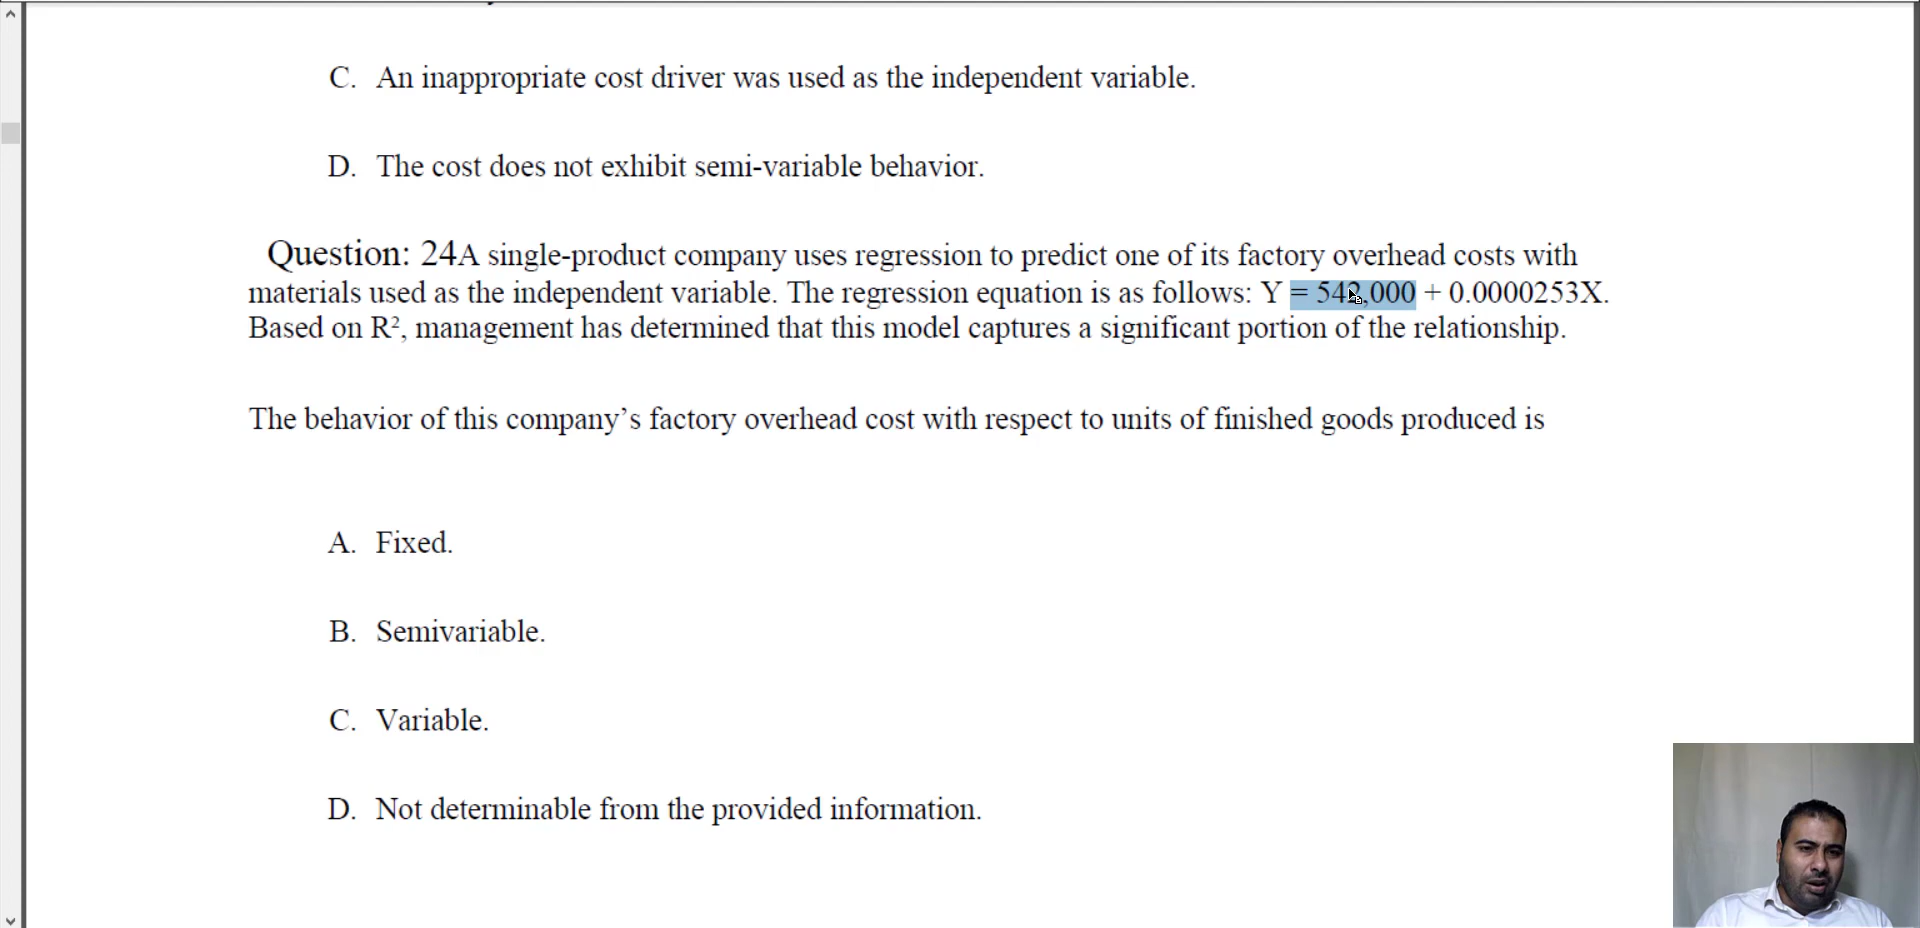 C. An inappropriate cost driver was used as the independent variable.
D. The cost does not exhibit semi-variable behavior.
Question: 24A single-product company uses regression to predict one of its factory overhead costs with
materials used as the independent variable. The regression equation is as follows: Y = 542,000 + 0.0000253X.
Based on R², management has determined that this model captures a significant portion of the relationship.
The behavior of this company’s factory overhead cost with respect to units of finished goods produced is
A. Fixed.
B. Semivariable.
C. Variable.
D. Not determinable from the provided information.